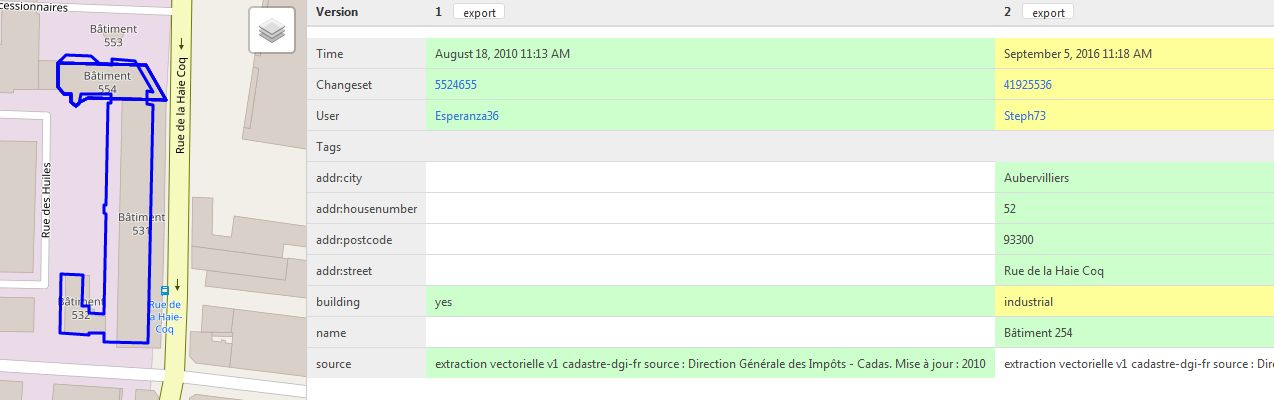 cessionnaires
Bâtiment
553
Bâtiment
554
Rue de la Haie Coq
Rue des Huiles
Bâtiment
531
Bâtiment
532
Rue de
la Haie-
Coq
Version 1 export 2 export
Time August 18, 2010 11:13 AM September 5, 2016 11:18 AM
Changeset 5524655 41925536
User Esperanza36 Steph73
Tags
addr:city Aubervilliers
addr:housenumber 52
addr:postcode 93300
addr:street Rue de la Haie Coq
building yes industrial
name Bâtiment 254
source extraction vectorielle v1 cadastre-dgi-fr source : Direction Générale des Impôts - Cadas. Mise à jour : 2010 extraction vectorielle v1 cadastre-dgi-fr source : Dire